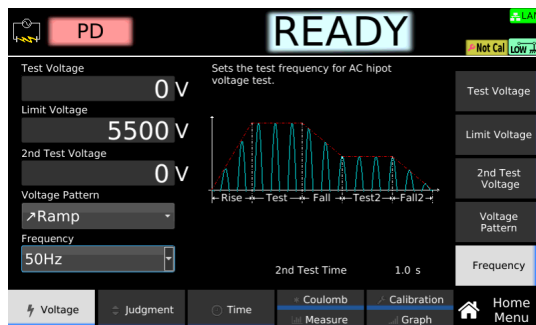 PD
READY
LAN
Not Cal
LOW
Test Voltage
0 V
Limit Voltage
5500 V
2nd Test Voltage
0 V
Voltage Pattern
↗Ramp
Frequency
50Hz
Sets the test frequency for AC hipot
voltage test.
Rise Test Fall Test2 Fall2
2nd Test Time 1.0 s
Test Voltage
Limit Voltage
2nd Test
Voltage
Voltage
Pattern
Frequency
Voltage
Judgment
Time
Coulomb
Measure
Calibration
Graph
Home
Menu